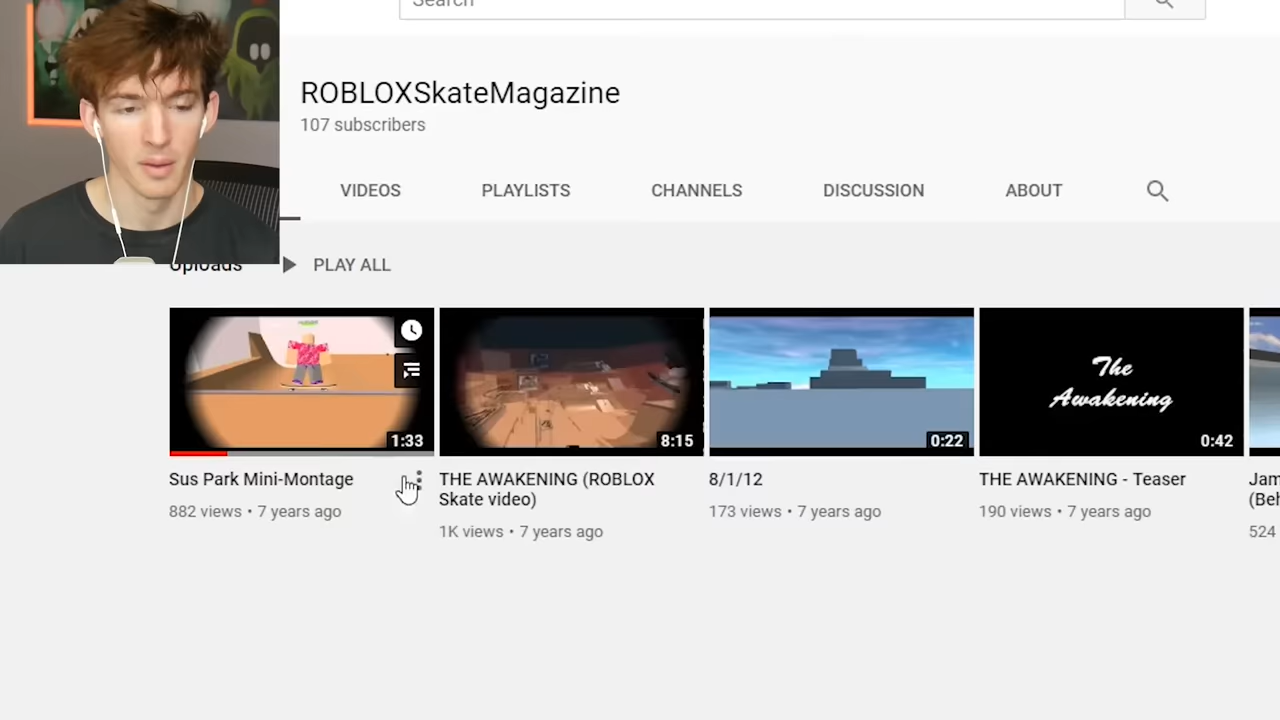 Search
ROBLOXSkateMagazine
107 subscribers
VIDEOS PLAYLISTS CHANNELS DISCUSSION ABOUT
Uploads PLAY ALL
1:33 8:15 0:22 The Awakening 0:42
Sus Park Mini-Montage
882 views • 7 years ago
THE AWAKENING (ROBLOX
Skate video)
1K views • 7 years ago
8/1/12
173 views • 7 years ago
THE AWAKENING - Teaser
190 views • 7 years ago
524